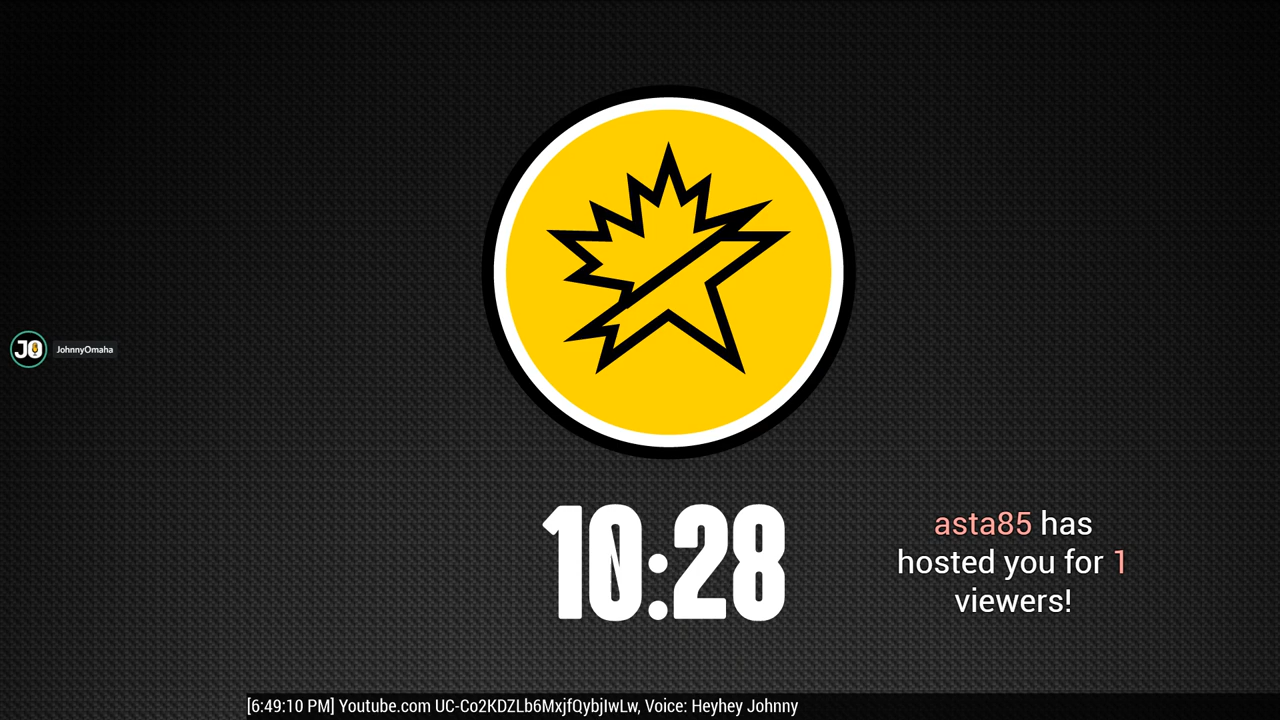 JO JohnnyOmaha
10:28
asta85 has
hosted you for 1
viewers!
[6:49:10 PM] Youtube.com UC-Co2KDZLb6MxjfQybjIwLw, Voice: Heyhey Johnny